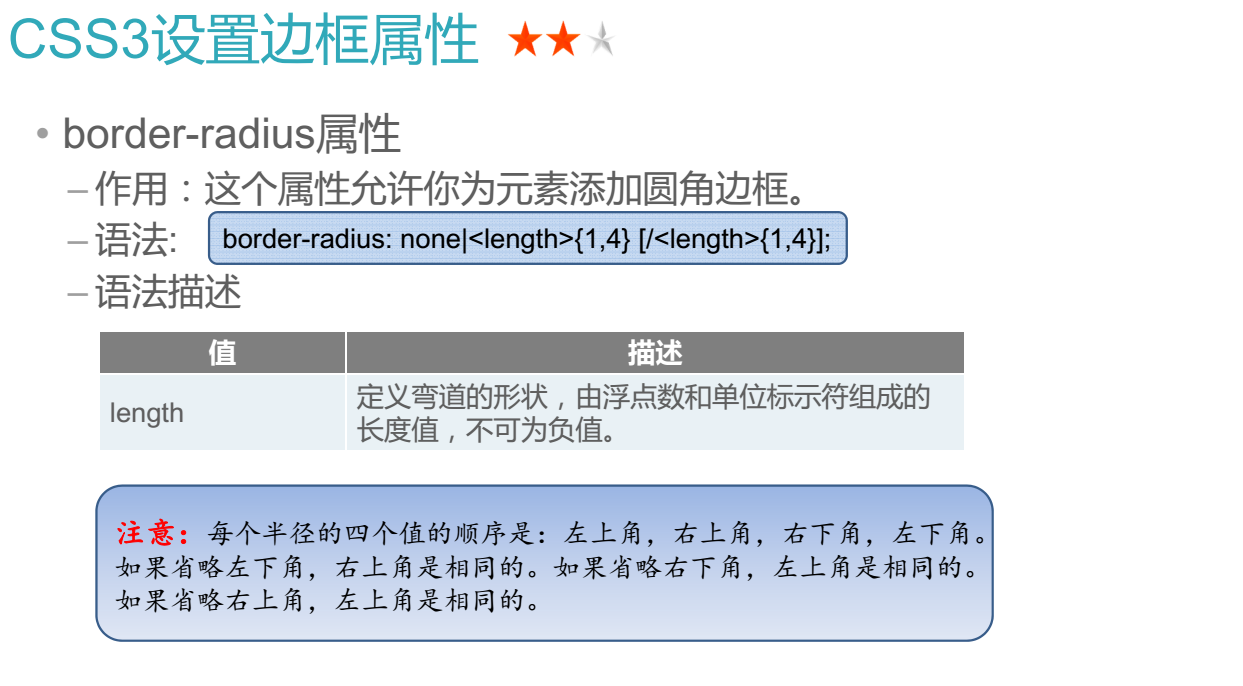 CSS3设置边框属性
• border-radius属性
–作用：这个属性允许你为元素添加圆角边框。
–语法: border-radius: none|<length>{1,4} [/<length>{1,4}];
–语法描述
值 描述
length 定义弯道的形状，由浮点数和单位标示符组成的
长度值，不可为负值。
注意：每个半径的四个值的顺序是：左上角，右上角，右下角，左下角。
如果省略左下角，右上角是相同的。如果省略右下角，左上角是相同的。
如果省略右上角，左上角是相同的。